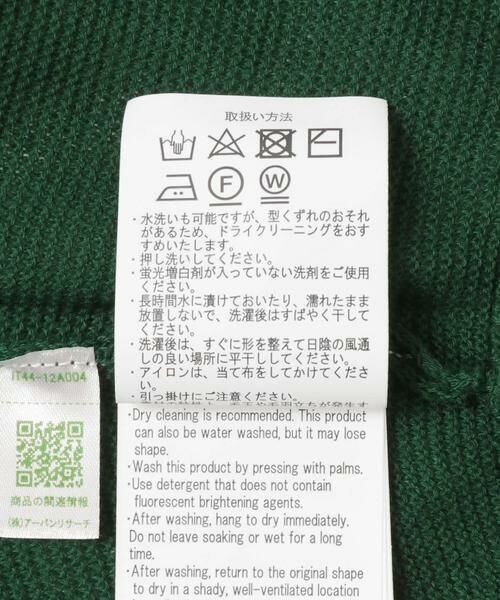 取扱い方法
F
W
・水洗いも可能ですが、型くずれのおそれ
があるため、ドライクリーニングをおす
すめいたします。
・押し洗いしてください。
・蛍光増白剤が入っていない洗剤をご使用
ください。
・長時間水に漬けておいたり、濡れたまま
放置しないで、洗濯後はすばやく干して
ください。
・洗濯後は、すぐに形を整えて日陰の風通
しの良い場所に平干ししてください。
・アイロンは、当て布をしてかけてくださ
い。
・引っ掛けにご注意ください。
・Dry cleaning is recommended. This product
can also be water washed, but it may lose
shape.
・Wash this product by pressing with palms.
・Use detergent that does not contain
fluorescent brightening agents.
・After washing, hang to dry immediately.
Do not leave soaking or wet for a long
time.
・After washing, return to the original shape
to dry in a shady, well-ventilated location
IT44-12A004
商品の関連情報
(株)アーバンリサーチ